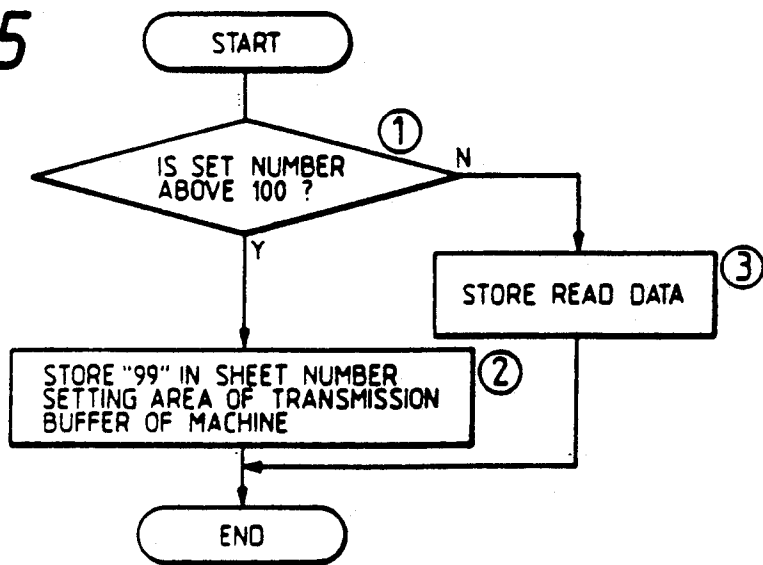 5
START
①
IS SET NUMBER
ABOVE 100 ?
N
Y
③
STORE READ DATA
②
STORE "99" IN SHEET NUMBER
SETTING AREA OF TRANSMISSION
BUFFER OF MACHINE
END